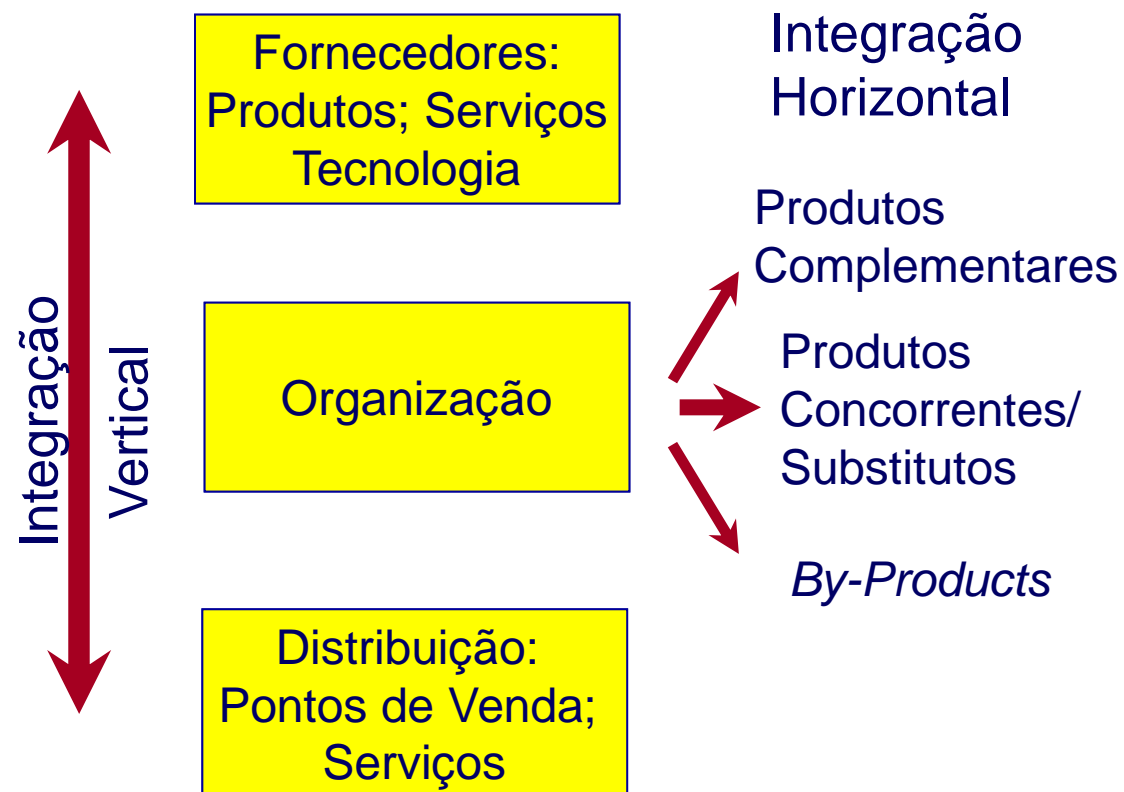 Fornecedores:
Produtos; Serviços
Tecnologia
Integração
Horizontal
Integração
Vertical
Organização
Produtos
Complementares
Produtos
Concorrentes/
Substitutos
By-Products
Distribuição:
Pontos de Venda;
Serviços